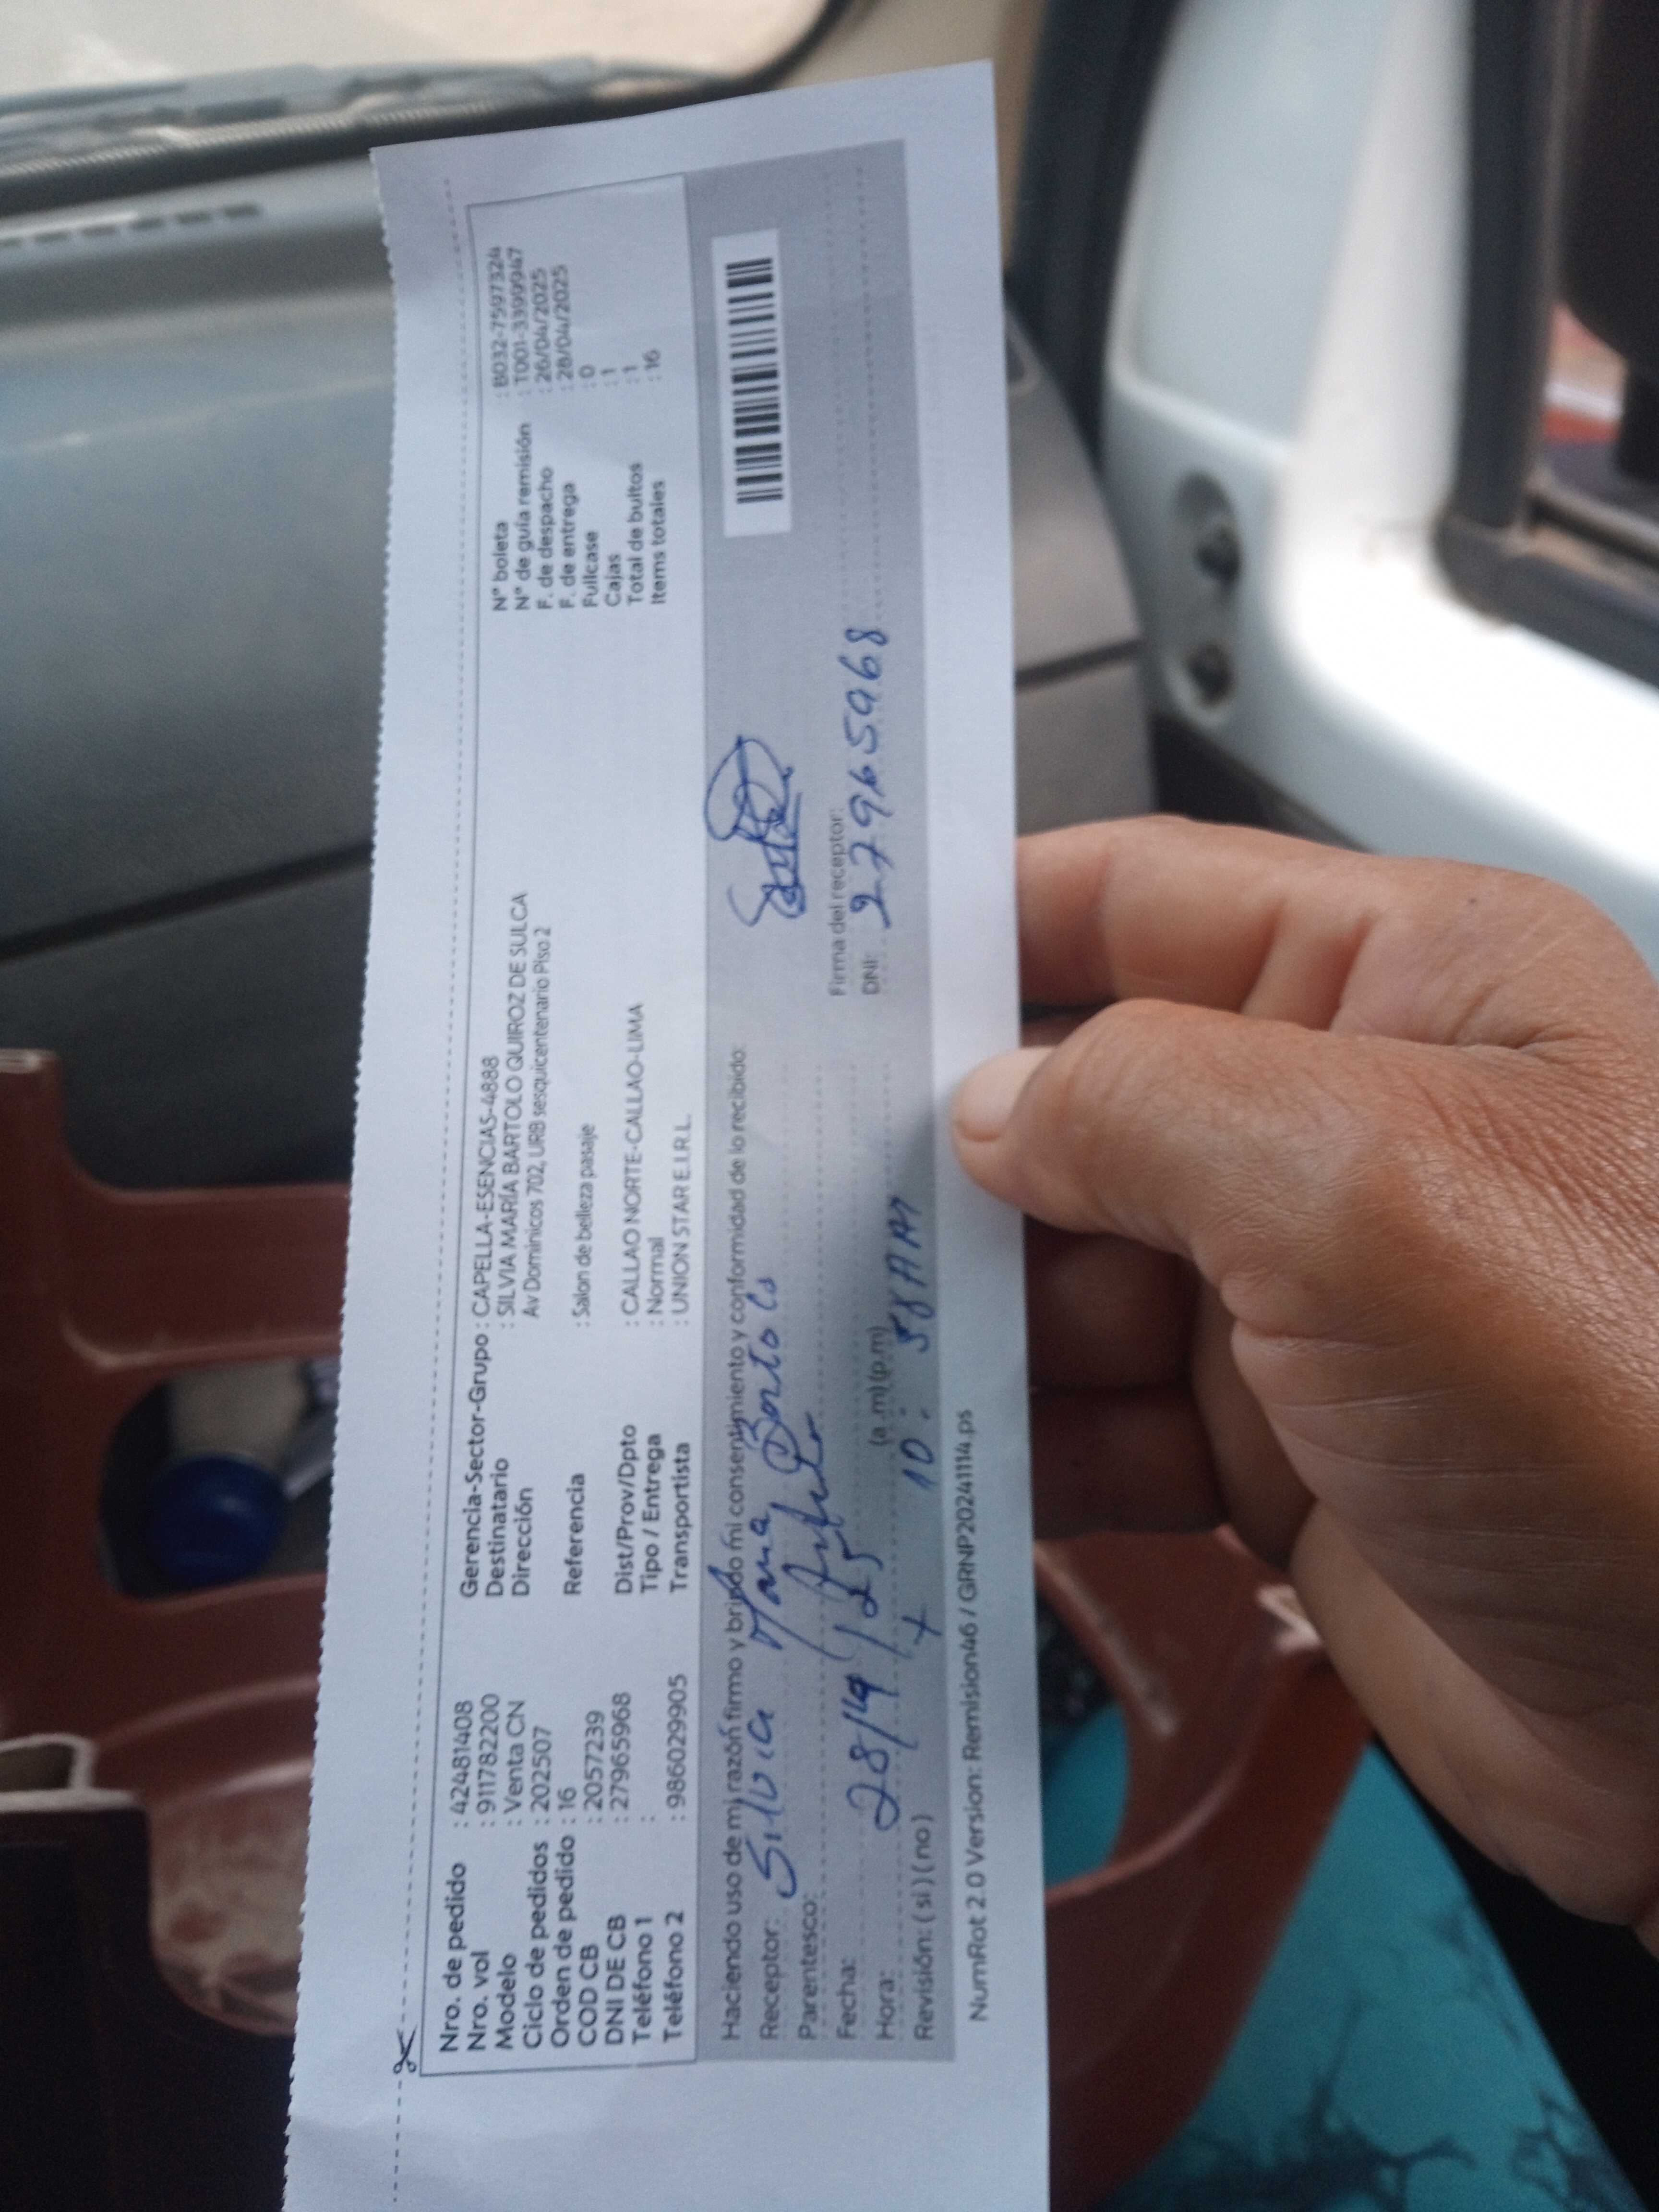 Nro. de pedido : 42481408
Nro. vol : 911782200
Modelo : Venta CN
Ciclo de pedidos : 202507
Orden de pedido : 16
COD CB : 2057239
DNI DE CB : 27965968
Teléfono 1 :
Teléfono 2 : 986029905
Gerencia-Sector-Grupo : CAPELLA-ESENCIAS-4888
Destinatario : SILVIA MARÍA BARTOLO QUIROZ DE SULCA
Dirección Av Dominicos 702, URB sesquicentenario Piso 2
Referencia : Salon de belleza pasaje
Dist/Prov/Dpto : CALLAO NORTE-CALLAO-LIMA
Tipo / Entrega : Normal
Transportista : UNION STAR E.I.R.L.
N° boleta : B032-7597324
N° de guía remisión : T001-33999947
F. de despacho : 26/04/2025
F. de entrega : 28/04/2025
Fullcase : 0
Cajas : 1
Total de bultos : 1
Items totales : 16
Haciendo uso de mi razón firmo y brindo mi consentimiento y conformidad de lo recibido:
Receptor: Silvia Maria Bartolo
Parentesco:
Fecha: 28/4/25
Hora: 10:58 AM (a.m) (p.m)
Revisión: ( si ) ( no )
Firma del receptor:
DNI: 27965968
NumRot 2.0 Version: Remision46 / GRNP20241114.ps